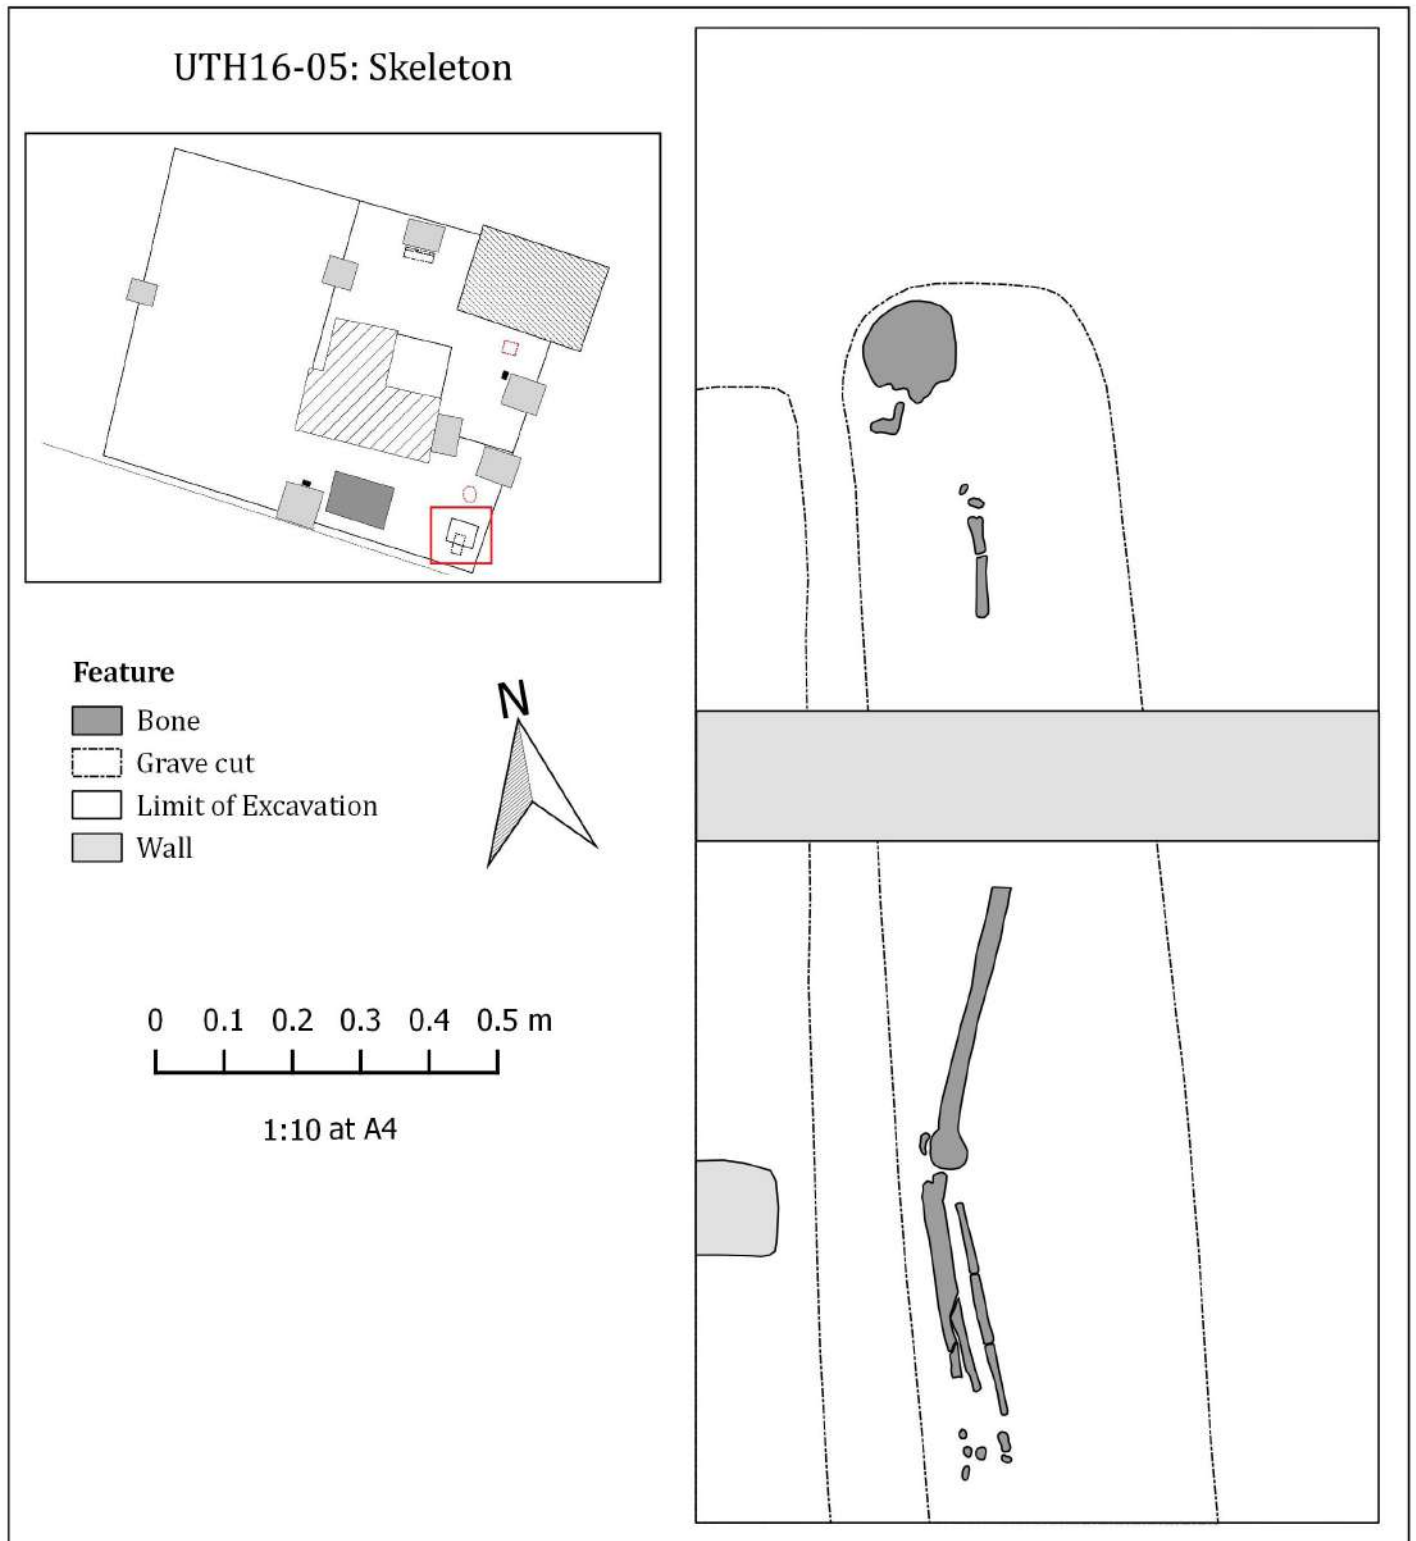 UTH16-05: Skeleton
Feature
Bone
Grave cut
Limit of Excavation
Wall
N
0 0.1 0.2 0.3 0.4 0.5 m
1:10 at A4